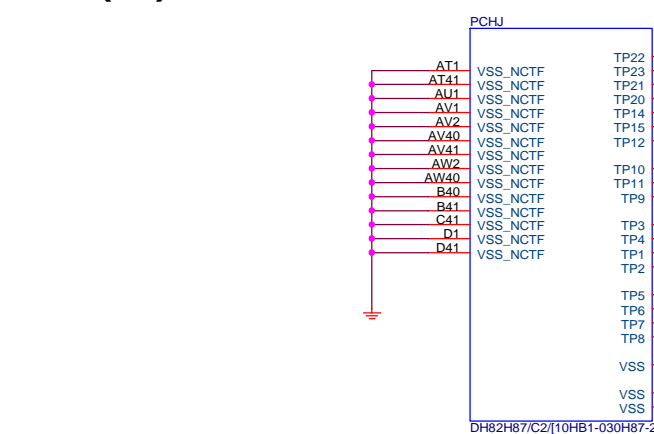 PCHJ
TP22
AT1 VSS_NCTF TP23
AT41 VSS_NCTF TP21
AU1 VSS_NCTF TP20
AV1 VSS_NCTF TP14
AV2 VSS_NCTF TP15
AV40 VSS_NCTF TP12
AV41 VSS_NCTF
AW2 VSS_NCTF TP10
AW40 VSS_NCTF TP11
B40 VSS_NCTF TP9
B41 VSS_NCTF
C41 VSS_NCTF TP3
D1 VSS_NCTF TP4
D41 VSS_NCTF TP1
TP2
TP5
TP6
TP7
TP8
VSS
VSS
VSS
DH82H87/C2/[10HB1-030H87-2